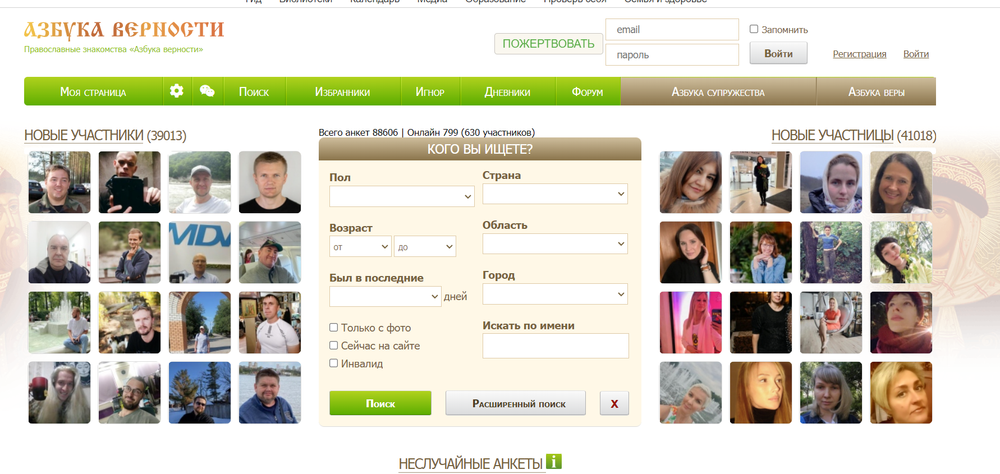 Гид Библиотеки Календарь Медиа Образование Проверь себя Семья и здоровье
АЗБУКА ВЕРНОСТИ
Православные знакомства «Азбука верности»
ПОЖЕРТВОВАТЬ
email
пароль
Запомнить
Войти
Регистрация Войти
Моя страница Поиск Избранники Игнор Дневники Форум Азбука супружества Азбука веры
НОВЫЕ УЧАСТНИКИ (39013)
MDV
Всего анкет 88606 | Онлайн 799 (630 участников)
КОГО ВЫ ИЩЕТЕ?
Пол
Страна
Возраст
от до
Область
Был в последние
дней
Город
Только с фото
Сейчас на сайте
Инвалид
Искать по имени
Поиск Расширенный поиск X
НОВЫЕ УЧАСТНИЦЫ (41018)
НЕСЛУЧАЙНЫЕ АНКЕТЫ i